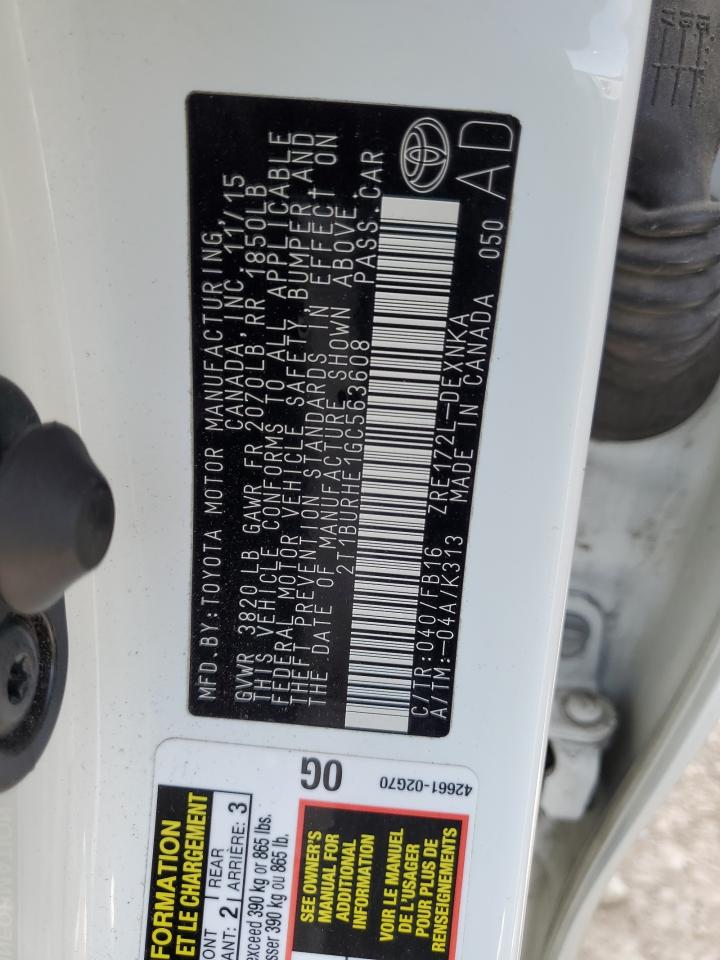 MFD. BY: TOYOTA MOTOR MANUFACTURING,
CANADA, INC 11/15
GVWR 3820LB GAWR FR 2070LB, RR 1850LB
THIS VEHICLE CONFORMS TO ALL APPLICABLE
FEDERAL MOTOR VEHICLE SAFETY, BUMPER, AND
THEFT PREVENTION STANDARDS IN EFFECT ON
THE DATE OF MANUFACTURE SHOWN ABOVE.
2T1BURHE1GC563608 PASS. CAR
C/TR: 040/FB16 ZRE172L-DEXNKA 050
A/TM: -04A/K313 MADE IN CANADA
AD
FORMATION
ET LE CHARGEMENT
ONT REAR
ANT: 2 ARRIÈRE: 3
exceed 390 kg or 865 lbs.
sser 390 kg ou 865 lb.
OG
SEE OWNER'S
MANUAL FOR
ADDITIONAL
INFORMATION
VOIR LE MANUEL
DE L'USAGER
POUR PLUS DE
RENSEIGNEMENTS
42661-02G70